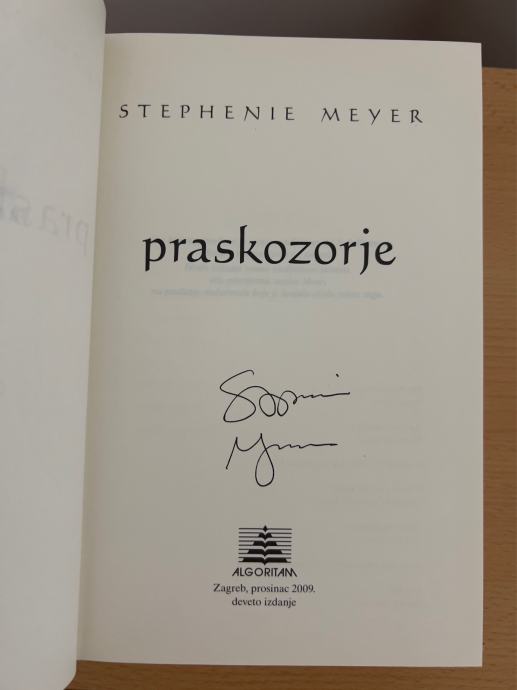 STEPHENIE MEYER
praskozorje
ALGORITAM
Zagreb, prosinac 2009.
deveto izdanje